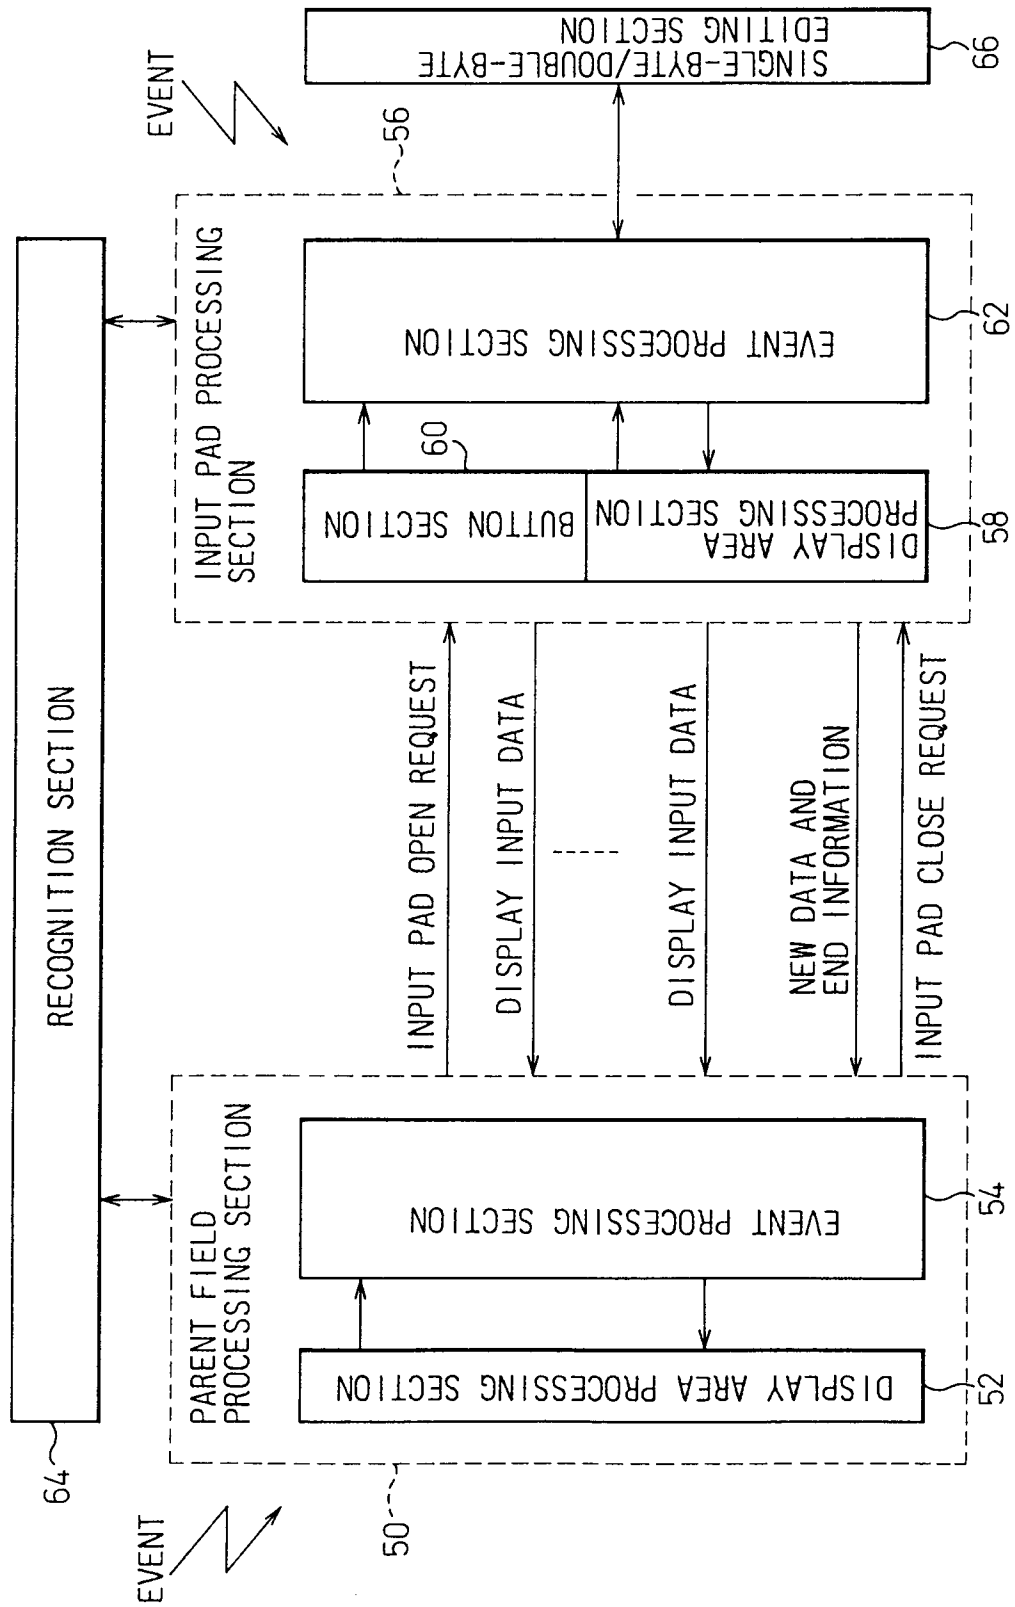 EVENT
64
RECOGNITION SECTION
50
PARENT FIELD
PROCESSING SECTION
DISPLAY AREA PROCESSING SECTION
52
EVENT PROCESSING SECTION
54
INPUT PAD OPEN REQUEST
DISPLAY INPUT DATA
DISPLAY INPUT DATA
NEW DATA AND
END INFORMATION
INPUT PAD CLOSE REQUEST
INPUT PAD PROCESSING
SECTION
56
BUTTON SECTION
60
DISPLAY AREA
PROCESSING SECTION
58
EVENT PROCESSING SECTION
62
EVENT
SINGLE-BYTE/DOUBLE-BYTE
EDITING SECTION
66